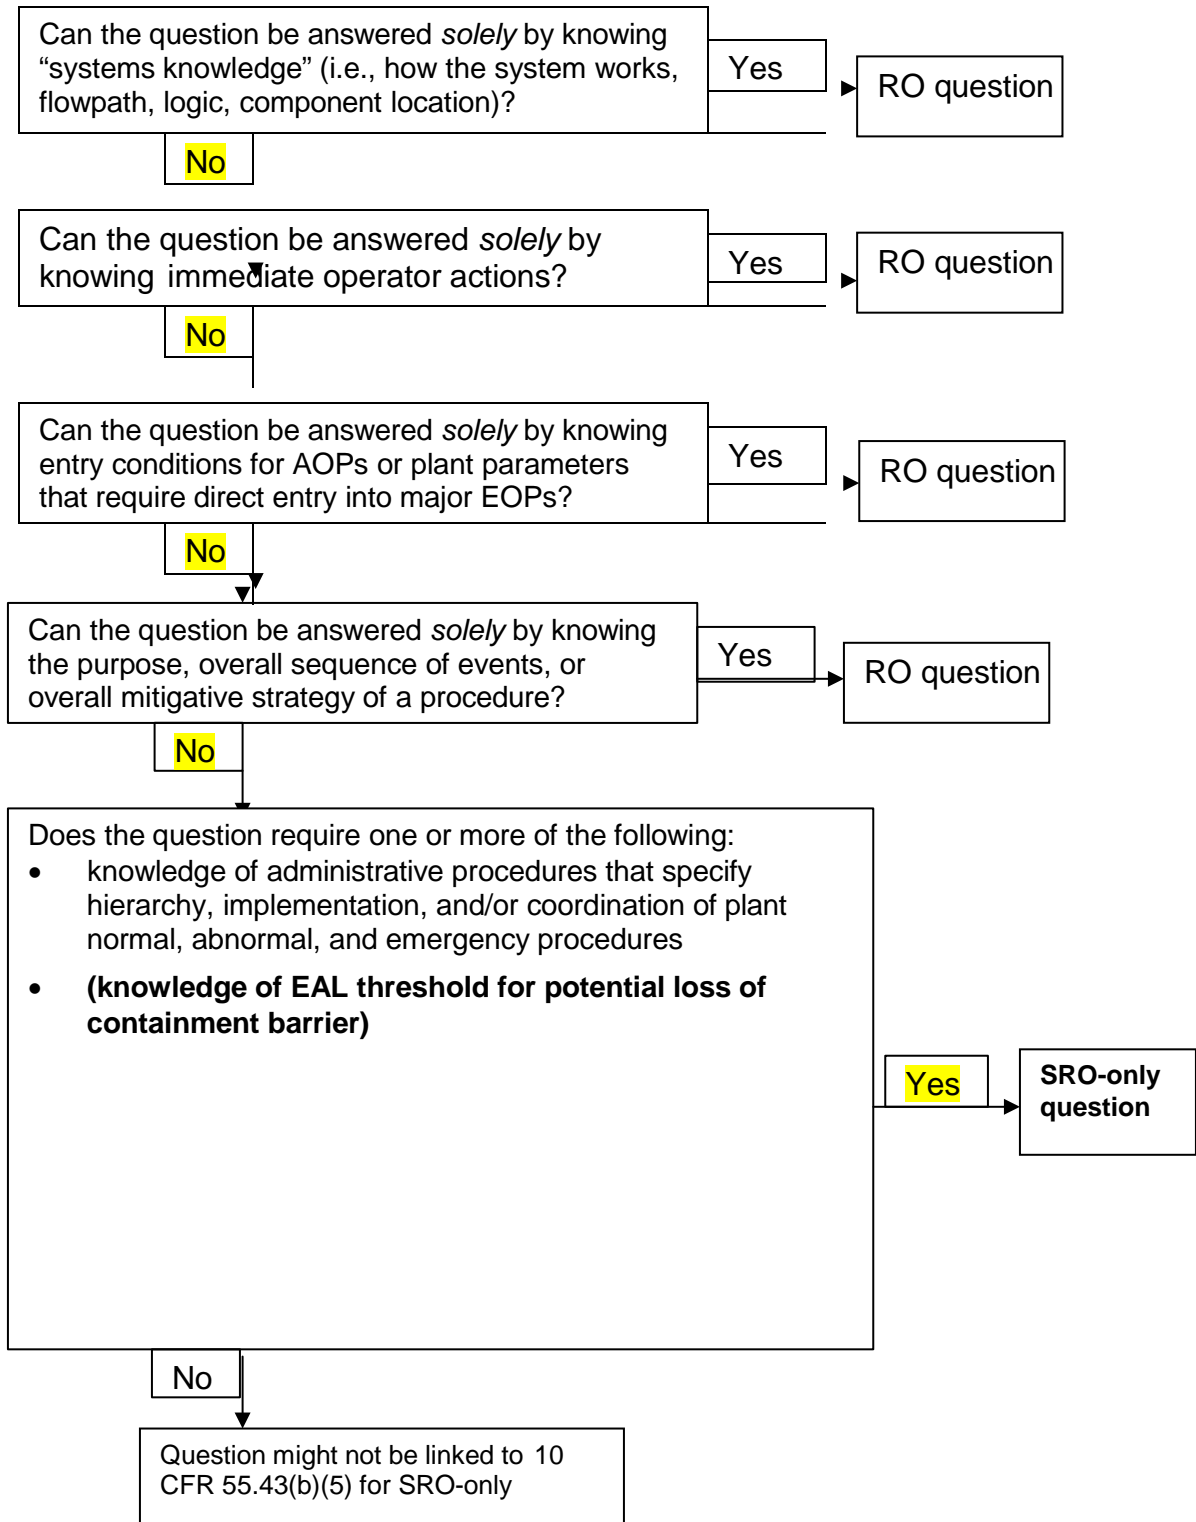 Can the question be answered solely by knowing
“systems knowledge” (i.e., how the system works,
flowpath, logic, component location)?
Yes
RO question
No
Can the question be answered solely by
knowing immediate operator actions?
Yes
RO question
No
Can the question be answered solely by knowing
entry conditions for AOPs or plant parameters
that require direct entry into major EOPs?
Yes
RO question
No
Can the question be answered solely by knowing
the purpose, overall sequence of events, or
overall mitigative strategy of a procedure?
Yes
RO question
No
Does the question require one or more of the following:
• knowledge of administrative procedures that specify
hierarchy, implementation, and/or coordination of plant
normal, abnormal, and emergency procedures
• (knowledge of EAL threshold for potential loss of
containment barrier)
Yes
SRO-only
question
No
Question might not be linked to 10
CFR 55.43(b)(5) for SRO-only